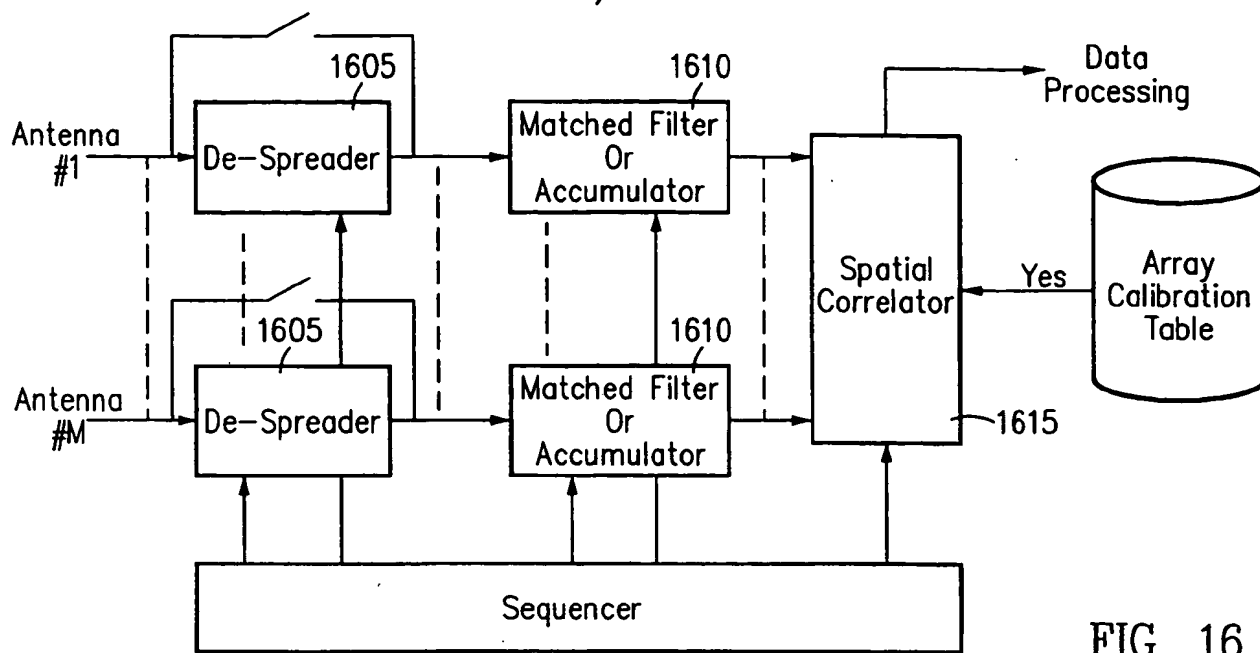 1605
1610
Data
Processing
Antenna
#1
De-Spreader
Matched Filter
Or
Accumulator
Spatial
Correlator
Yes
Array
Calibration
Table
1605
1610
Antenna
#M
De-Spreader
Matched Filter
Or
Accumulator
1615
Sequencer
FIG. 16